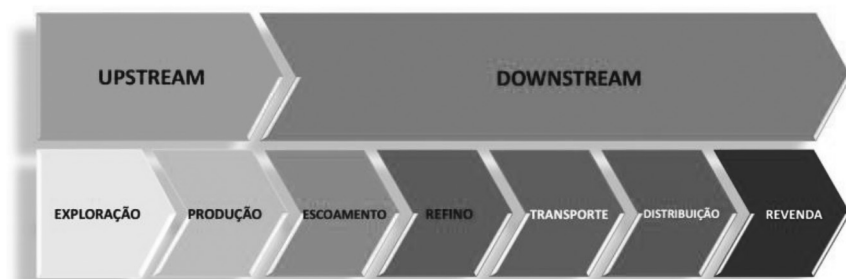 UPSTREAM DOWNSTREAM
EXPLORAÇÃO PRODUÇÃO ESCOAMENTO REFINO TRANSPORTE DISTRIBUIÇÃO REVENDA